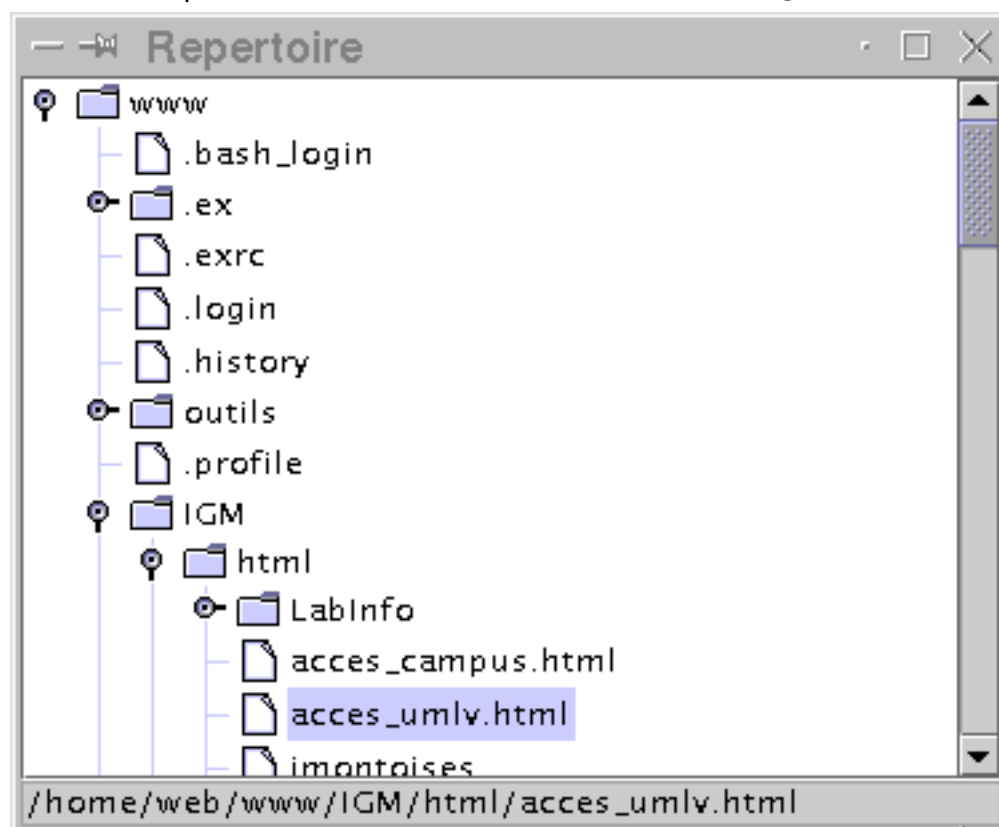 Repertoire
www
.bash_login
.ex
.exrc
.login
.history
outils
.profile
IGM
html
LabInfo
acces_campus.html
acces_umlv.html
imontoises
/home/web/www/IGM/html/acces_umlv.html